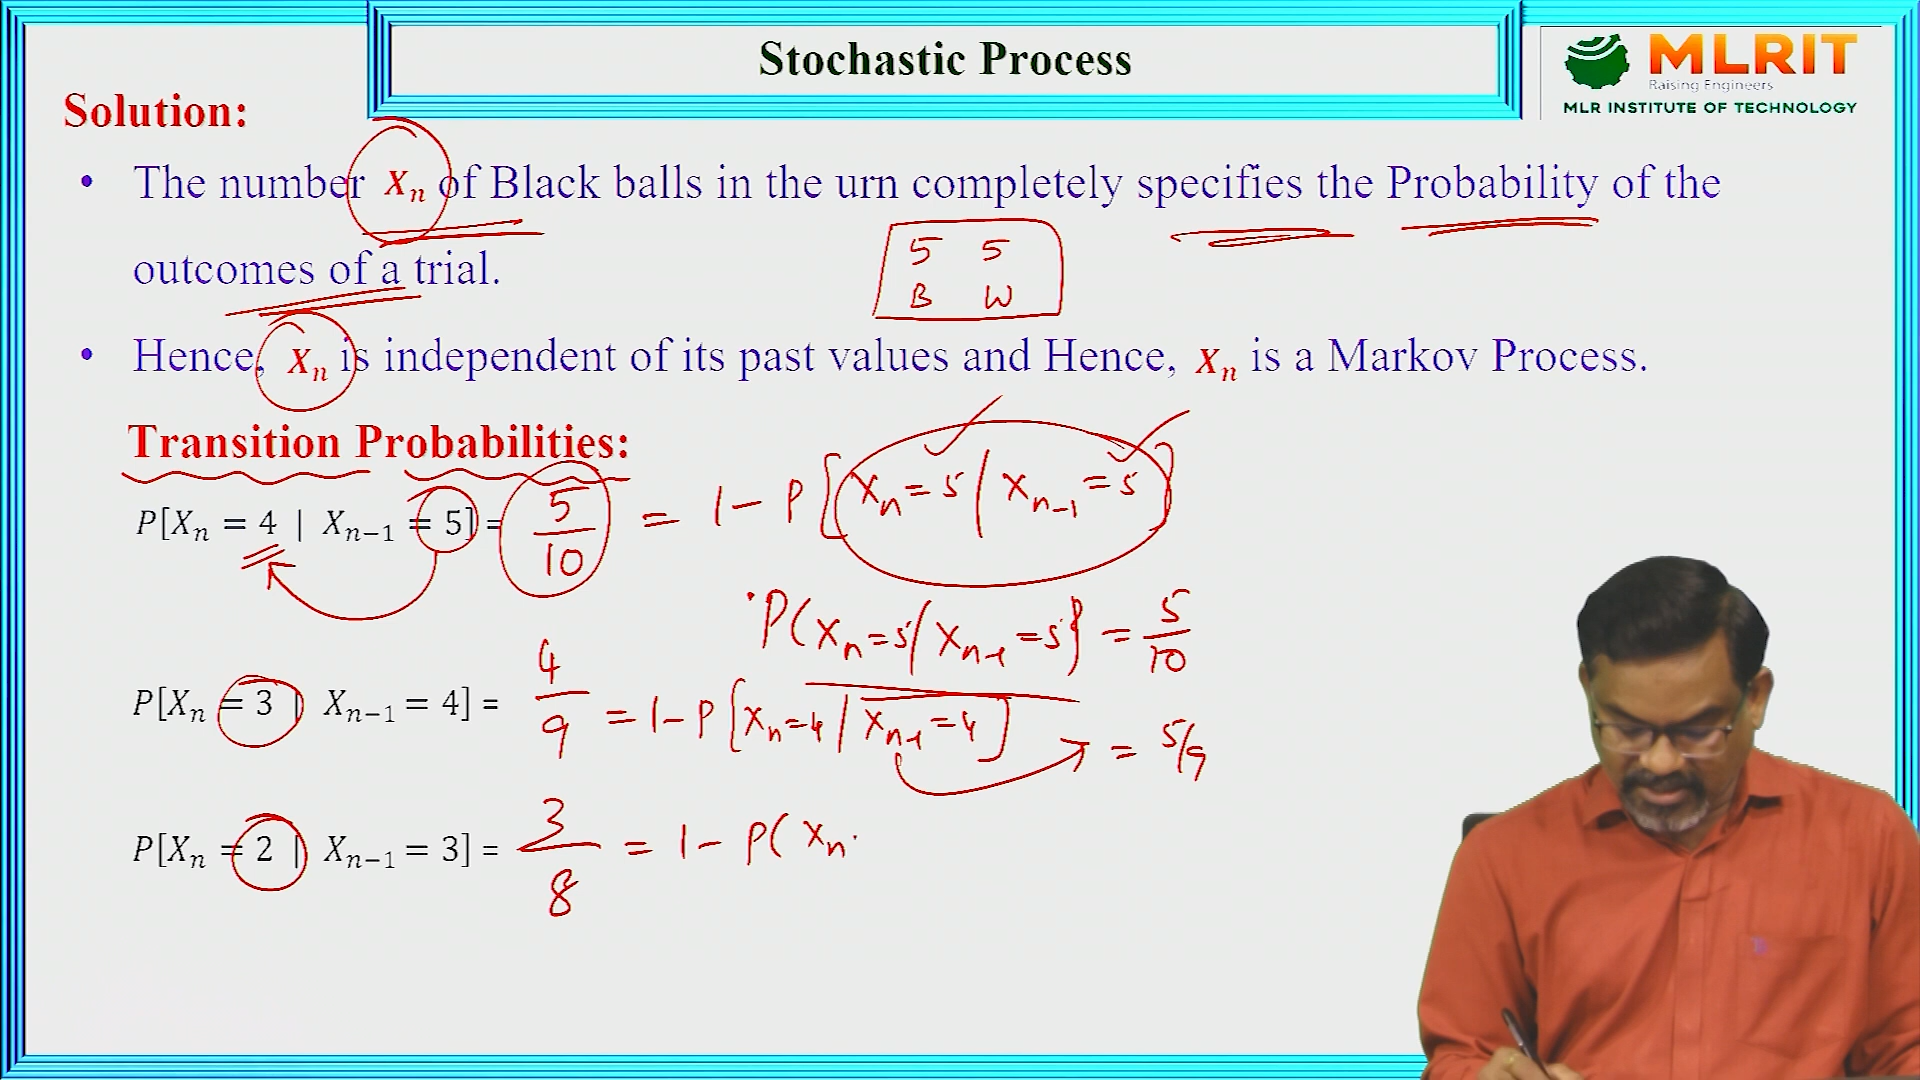 Stochastic Process
MLRIT
Raising Engineers
MLR INSTITUTE OF TECHNOLOGY
Solution:
• The number Xn of Black balls in the urn completely specifies the Probability of the
outcomes of a trial.
5 5
B W
• Hence, Xn is independent of its past values and Hence, Xn is a Markov Process.
Transition Probabilities:
P[Xn = 4 | Xn−1 = 5] = 5/10 = 1 - P[Xn = 5 | Xn-1 = 5]
P(Xn=5/Xn-1=5} = 5/10
P[Xn = 3 | Xn−1 = 4] = 4/9 = 1-P[Xn=4/Xn-1=4] = 5/9
P[Xn = 2 | Xn−1 = 3] = 3/8 = 1 - P(Xn